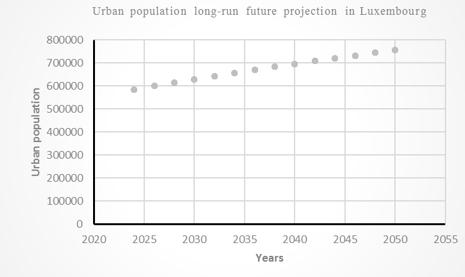 Urban population long-run future projection in Luxembourg
800000
700000
600000
500000
400000
300000
200000
100000
0
Urban population
2020 2025 2030 2035 2040 2045 2050 2055
Years